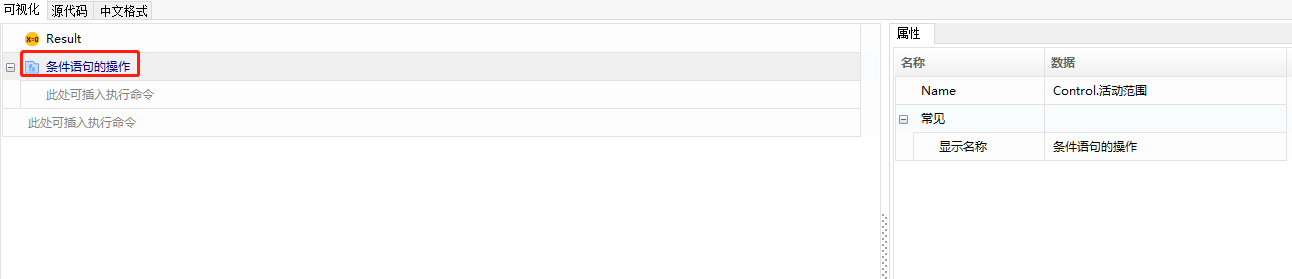 可视化 源代码 中文格式
x=0 Result
fx 条件语句的操作
此处可插入执行命令
此处可插入执行命令
属性
名称 数据
Name Control.活动范围
常见
显示名称 条件语句的操作